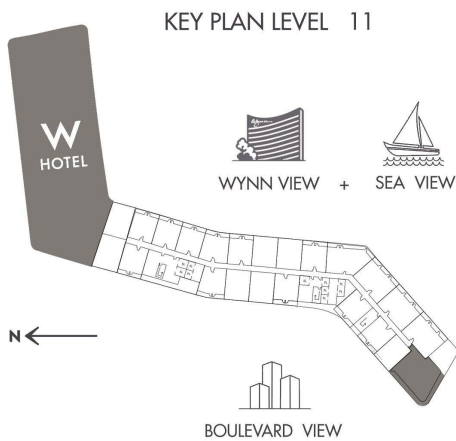 KEY PLAN LEVEL 11
W
HOTEL
WYNN VIEW + SEA VIEW
N
BOULEVARD VIEW